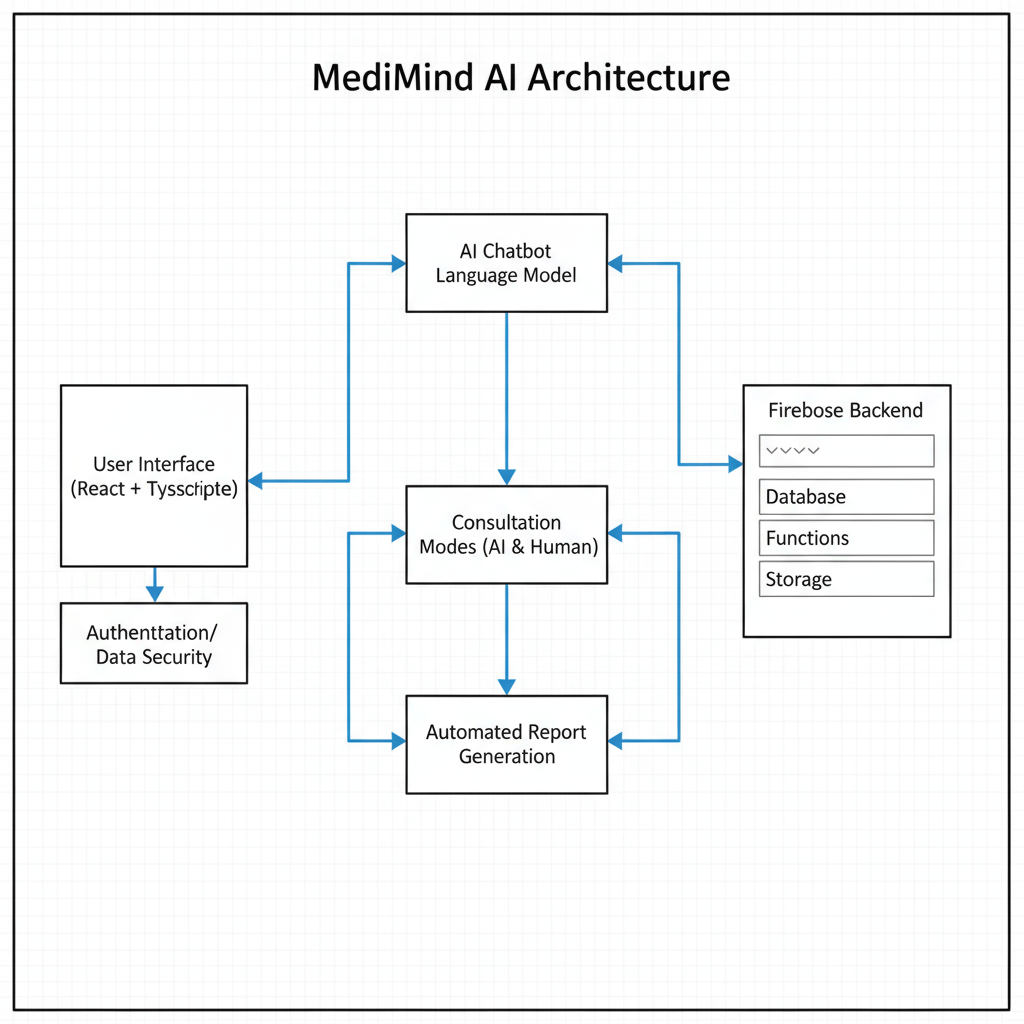 MediMind AI Architecture
AI Chatbot
Language Model
User Interface
(React + Tysschipte)
Authenttation/
Data Security
Consultation
Modes (AI & Human)
Automated Report
Generation
Firebose Backend
Database
Functions
Storage